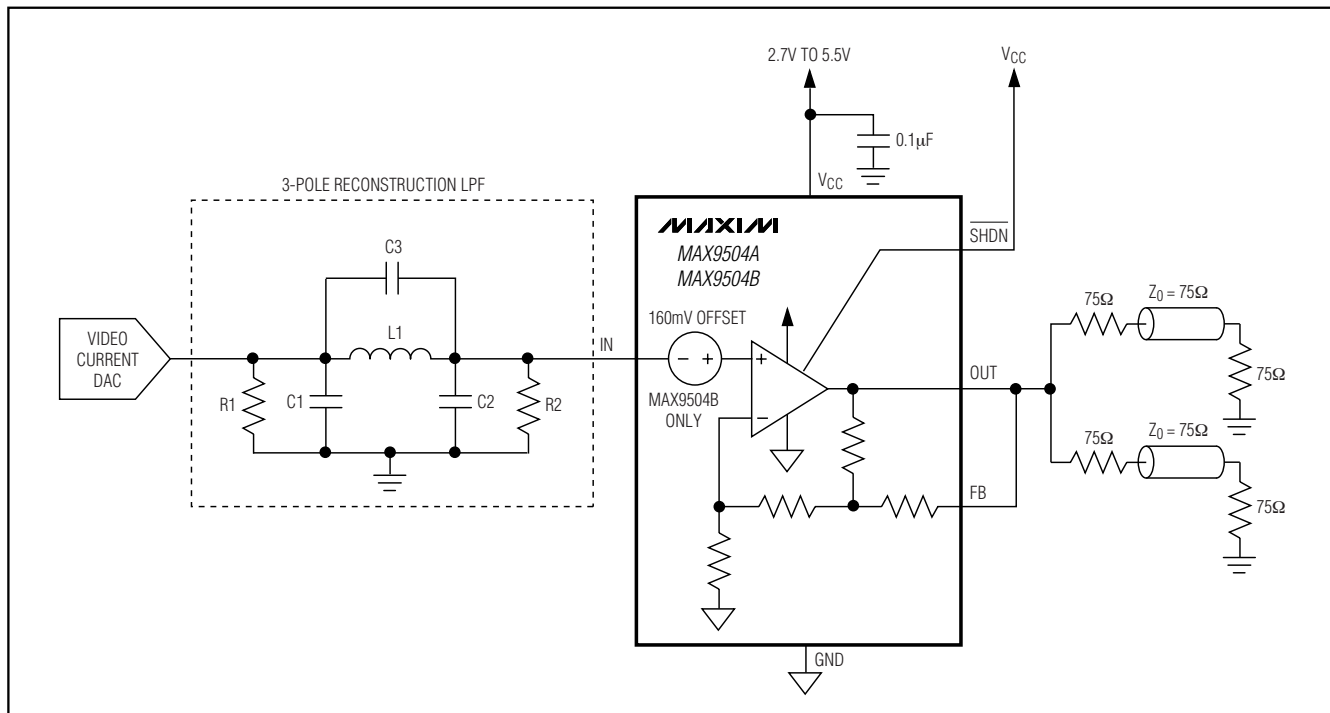 2.7V TO 5.5V
VCC
0.1µF
3-POLE RECONSTRUCTION LPF
VCC
MAXIM
SHDN
MAX9504A
MAX9504B
C3
75Ω
Z0 = 75Ω
160mV OFFSET
VIDEO
CURRENT
DAC
L1
IN
- +
+
OUT
75Ω
R1
C1
C2
R2
MAX9504B
ONLY
-
Z0 = 75Ω
75Ω
FB
75Ω
GND